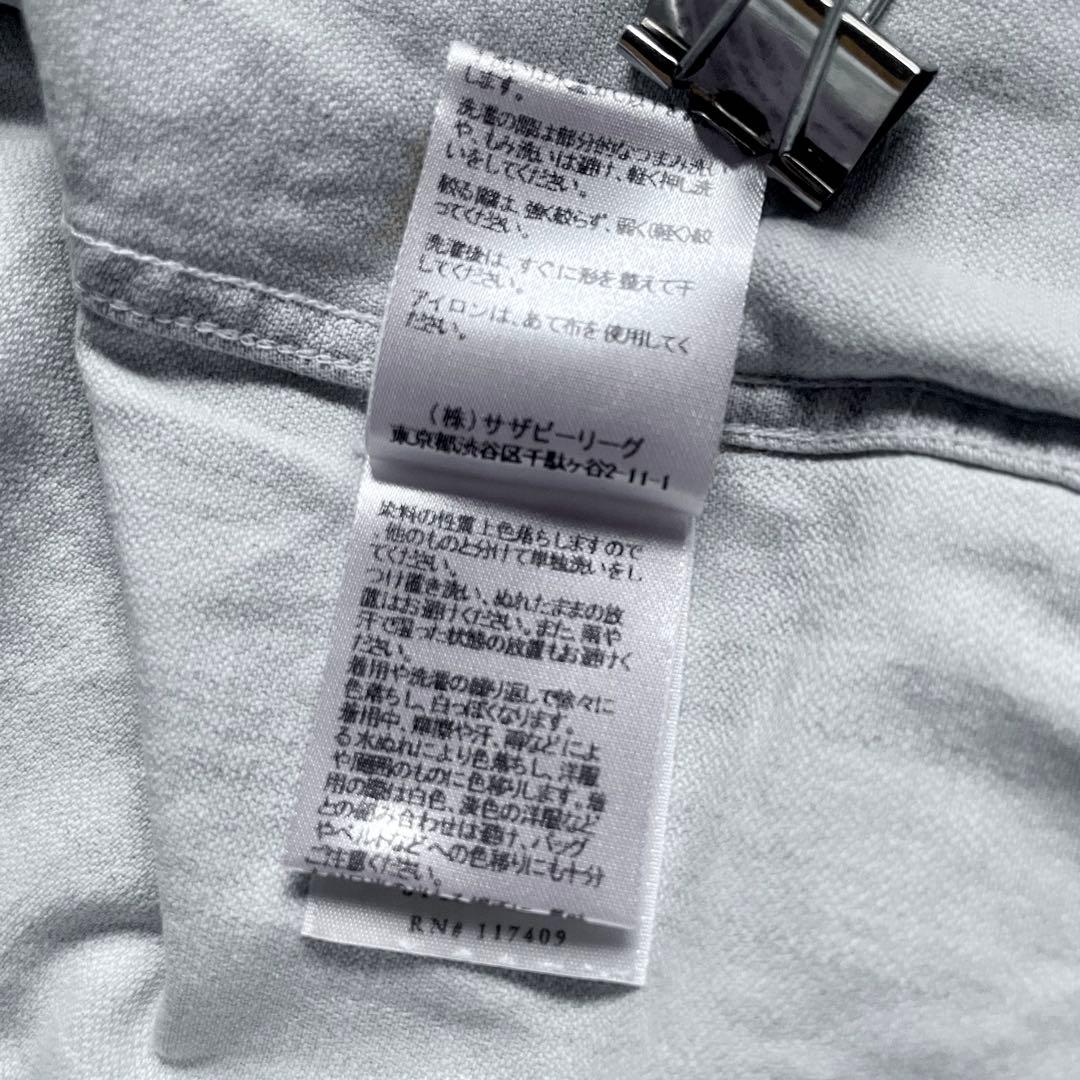 します。
洗濯の際は部分的なつまみ洗い
や、もみ洗いは避け、軽く押し洗
いをしてください。
絞る際は、強く絞らず、弱く(軽く)絞
ってください。
洗濯後は、すぐに形を整えて干
してください。
アイロンは、あて布を使用してく
ださい。
(株)サザビーリーグ
東京都渋谷区千駄ヶ谷2-11-1
染料の性質上色落ちしますので
他のものと分けて単独洗いをし
てください。
つけ置き洗い、ぬれたままの放
置はお避けください。また、雨や
汗で湿った状態の放置もお避けく
ださい。
着用や洗濯の繰り返しで徐々に
色落ちし、白っぽくなります。
着用中、摩擦や汗、雨などによ
る水ぬれにより色落ちし、洋服
や周囲のものに色移りします。着
用の際は白色、淡色の洋服など
との組み合わせは避け、バッグ
やベルトなどへの色移りにも十分
ご注意ください。
RN# 117409